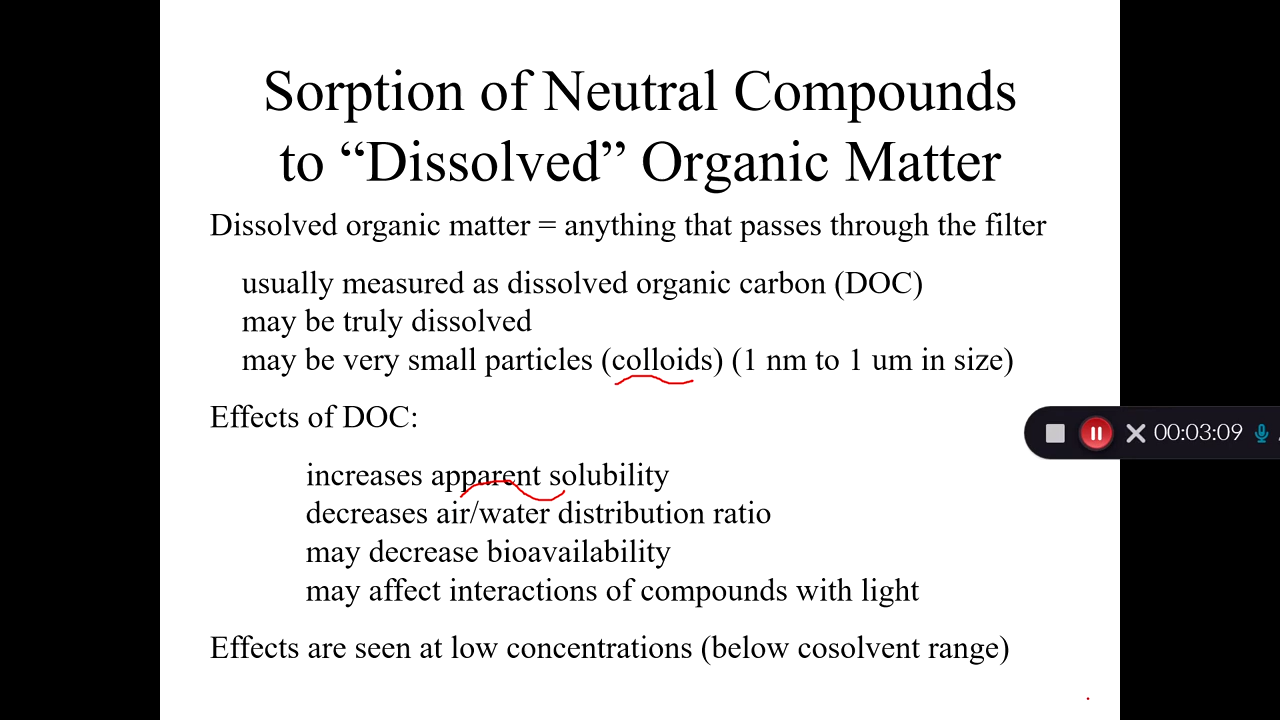 Sorption of Neutral Compounds
to “Dissolved” Organic Matter
Dissolved organic matter = anything that passes through the filter
usually measured as dissolved organic carbon (DOC)
may be truly dissolved
may be very small particles (colloids) (1 nm to 1 um in size)
Effects of DOC:
00:03:09
increases apparent solubility
decreases air/water distribution ratio
may decrease bioavailability
may affect interactions of compounds with light
Effects are seen at low concentrations (below cosolvent range)